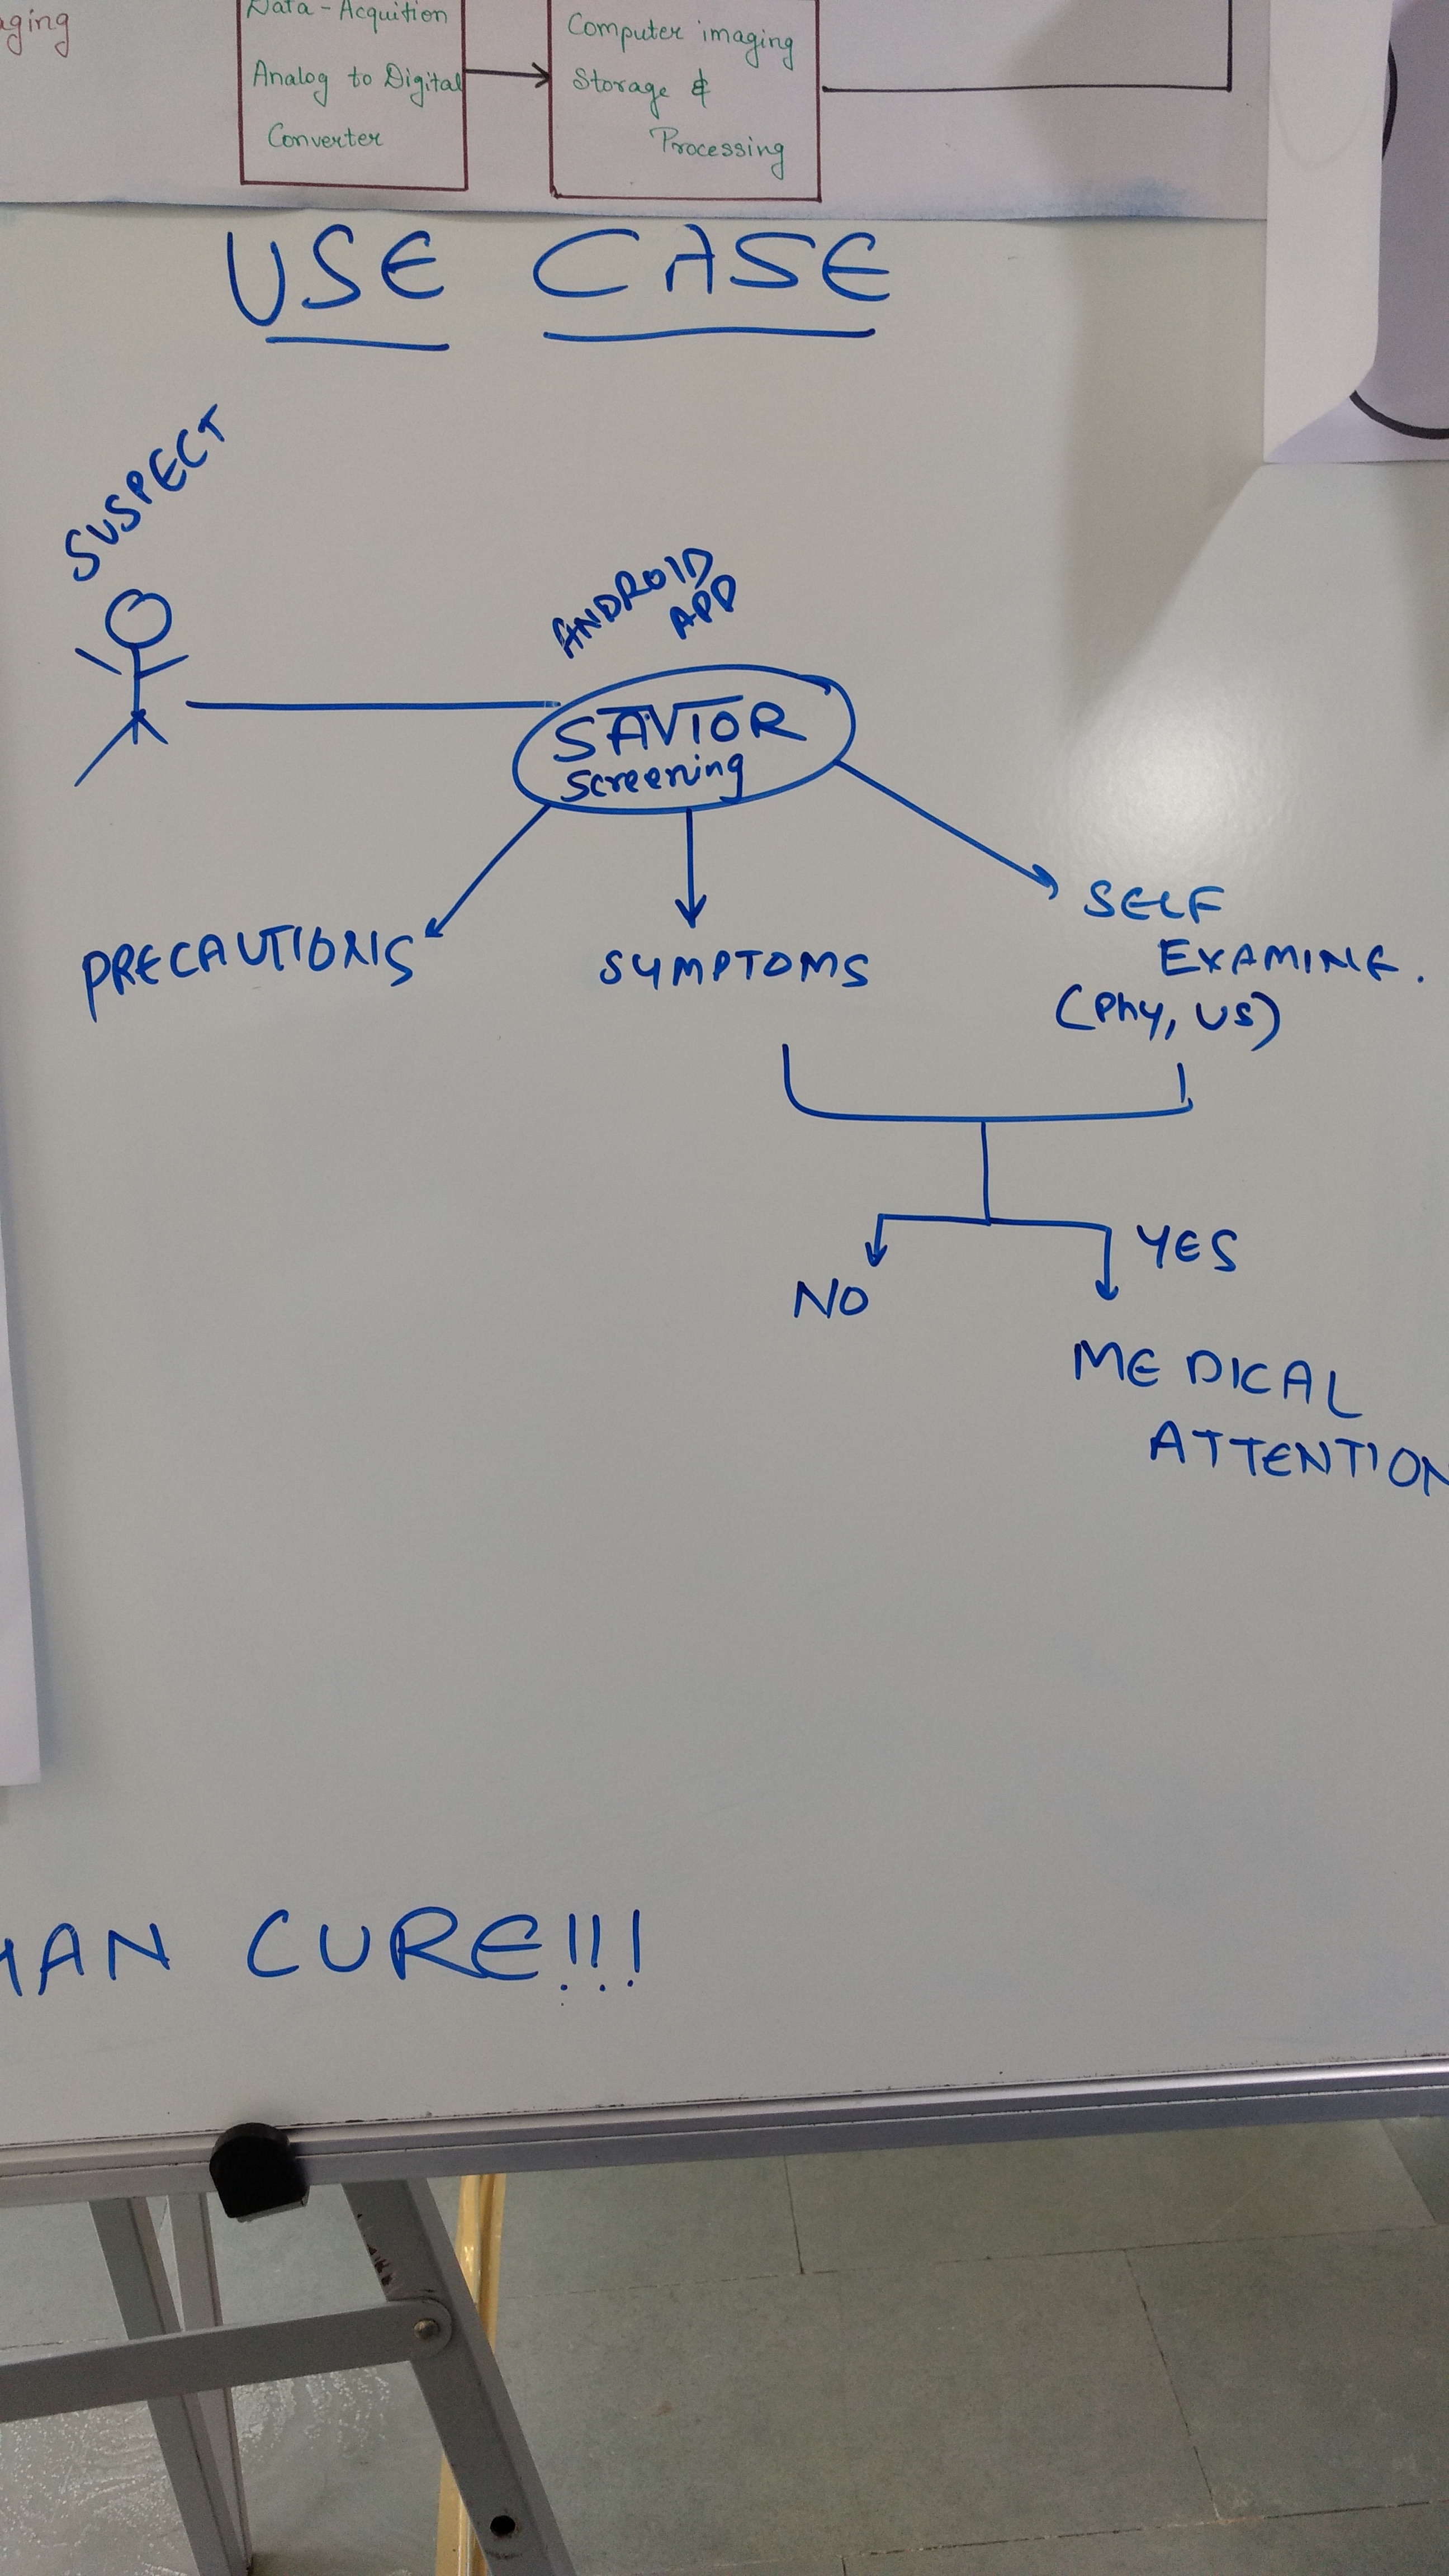 aging
Data-Acquition
Analog to Digital
Converter
Computer imaging
Storage &
Processing
USE CASE
SUSPECT
ANDROID
APP
SAVIOR
Screening
PRECAUTIONS
SYMPTOMS
SELF
EXAMINE.
(Phy, US)
NO
YES
MEDICAL
ATTENTION
HAN CURE!!!